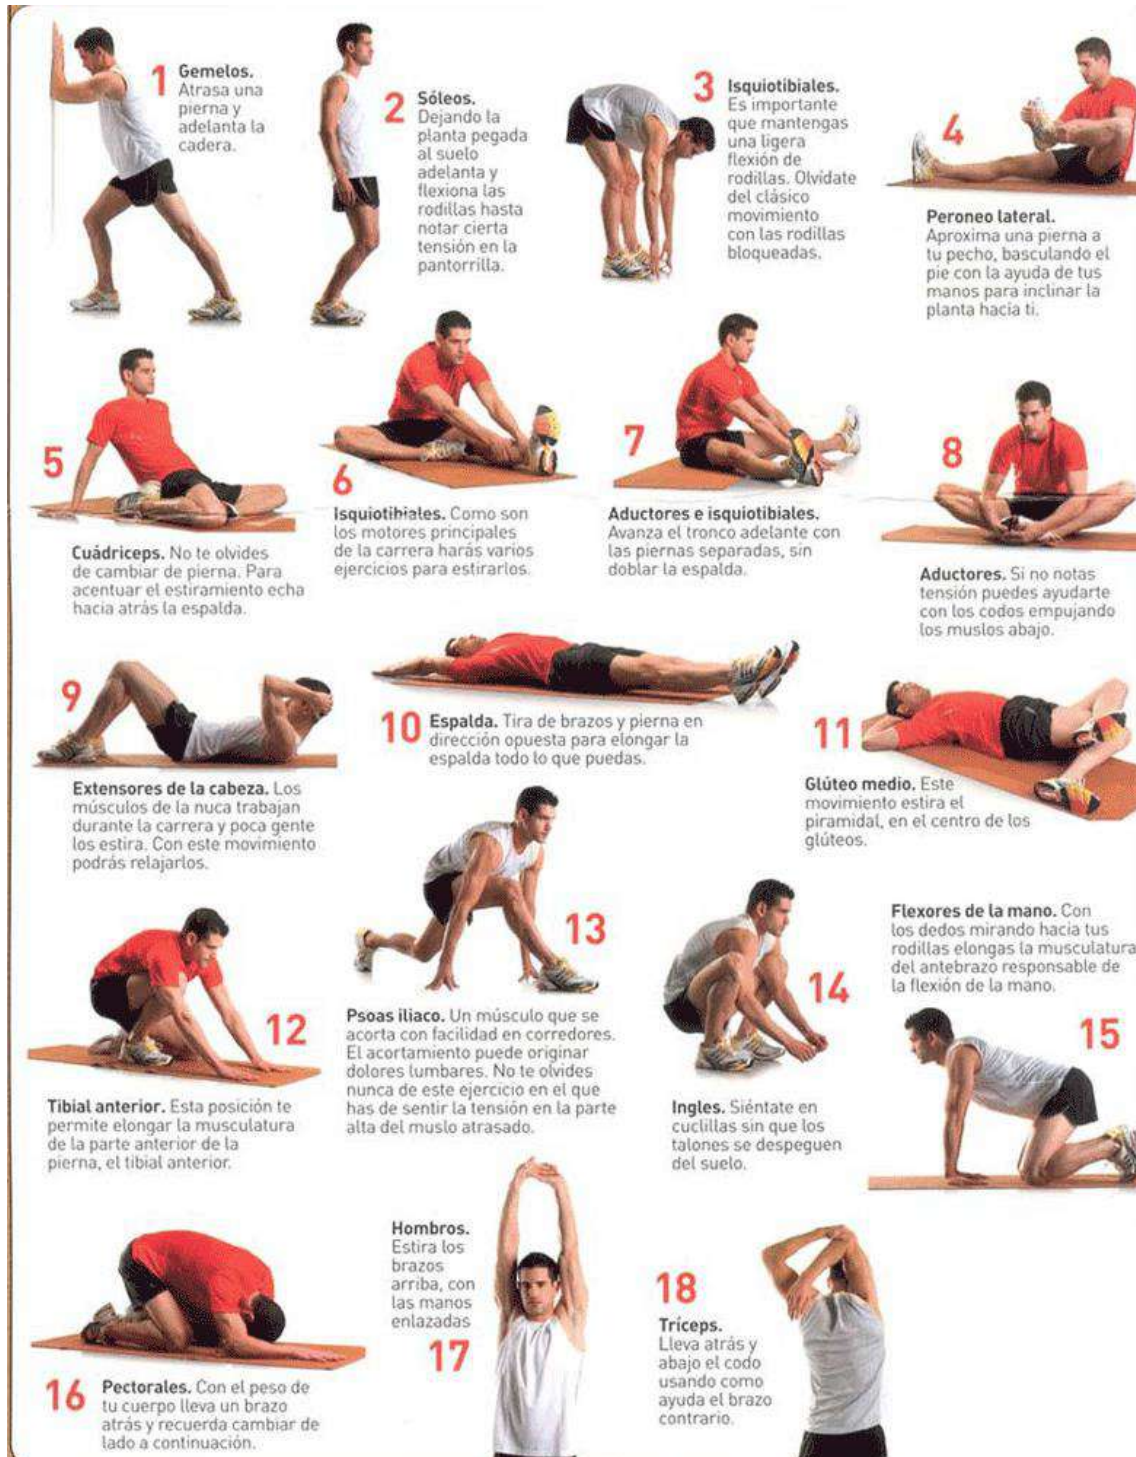 1
Gemelos.
Atrasa una
pierna y
adelanta la
cadera.
2
Sóleos.
Dejando la
planta pegada
al suelo
adelanta y
flexiona las
rodillas hasta
notar cierta
tensión en la
pantorrilla.
3
Isquiotibiales.
Es importante
que mantengas
una ligera
flexión de
rodillas. Olvídate
del clásico
movimiento
con las rodillas
bloqueadas.
4
Peroneo lateral.
Aproxima una pierna a
tu pecho, basculando el
pie con la ayuda de tus
manos para inclinar la
planta hacia ti.
5
Cuádriceps. No te olvides
de cambiar de pierna. Para
acentuar el estiramiento echa
hacia atrás la espalda.
6
Isquiotibiales. Como son
los motores principales
de la carrera harás varios
ejercicios para estirarlos.
7
Aductores e isquiotibiales.
Avanza el tronco adelante con
las piernas separadas, sin
doblar la espalda.
8
Aductores. Si no notas
tensión puedes ayudarte
con los codos empujando
los muslos abajo.
9
Extensores de la cabeza. Los
músculos de la nuca trabajan
durante la carrera y poca gente
los estira. Con este movimiento
podrás relajarlos.
10
Espalda. Tira de brazos y pierna en
dirección opuesta para elongar la
espalda todo lo que puedas.
11
Glúteo medio. Este
movimiento estira el
piramidal, en el centro de los
glúteos.
12
Tibial anterior. Esta posición te
permite elongar la musculatura
de la parte anterior de la
pierna, el tibial anterior.
13
Psoas iliaco. Un músculo que se
acorta con facilidad en corredores.
El acortamiento puede originar
dolores lumbares. No te olvides
nunca de este ejercicio en el que
has de sentir la tensión en la parte
alta del muslo atrasado.
14
Ingles. Siéntate en
cuclillas sin que los
talones se despeguen
del suelo.
Flexores de la mano. Con
los dedos mirando hacia tus
rodillas elongas la musculatura
del antebrazo responsable de
la flexión de la mano.
15
16
Pectorales. Con el peso de
tu cuerpo lleva un brazo
atrás y recuerda cambiar de
lado a continuación.
Hombros.
Estira los
brazos
arriba, con
las manos
enlazadas
17
18
Tríceps.
Lleva atrás y
abajo el codo
usando como
ayuda el brazo
contrario.